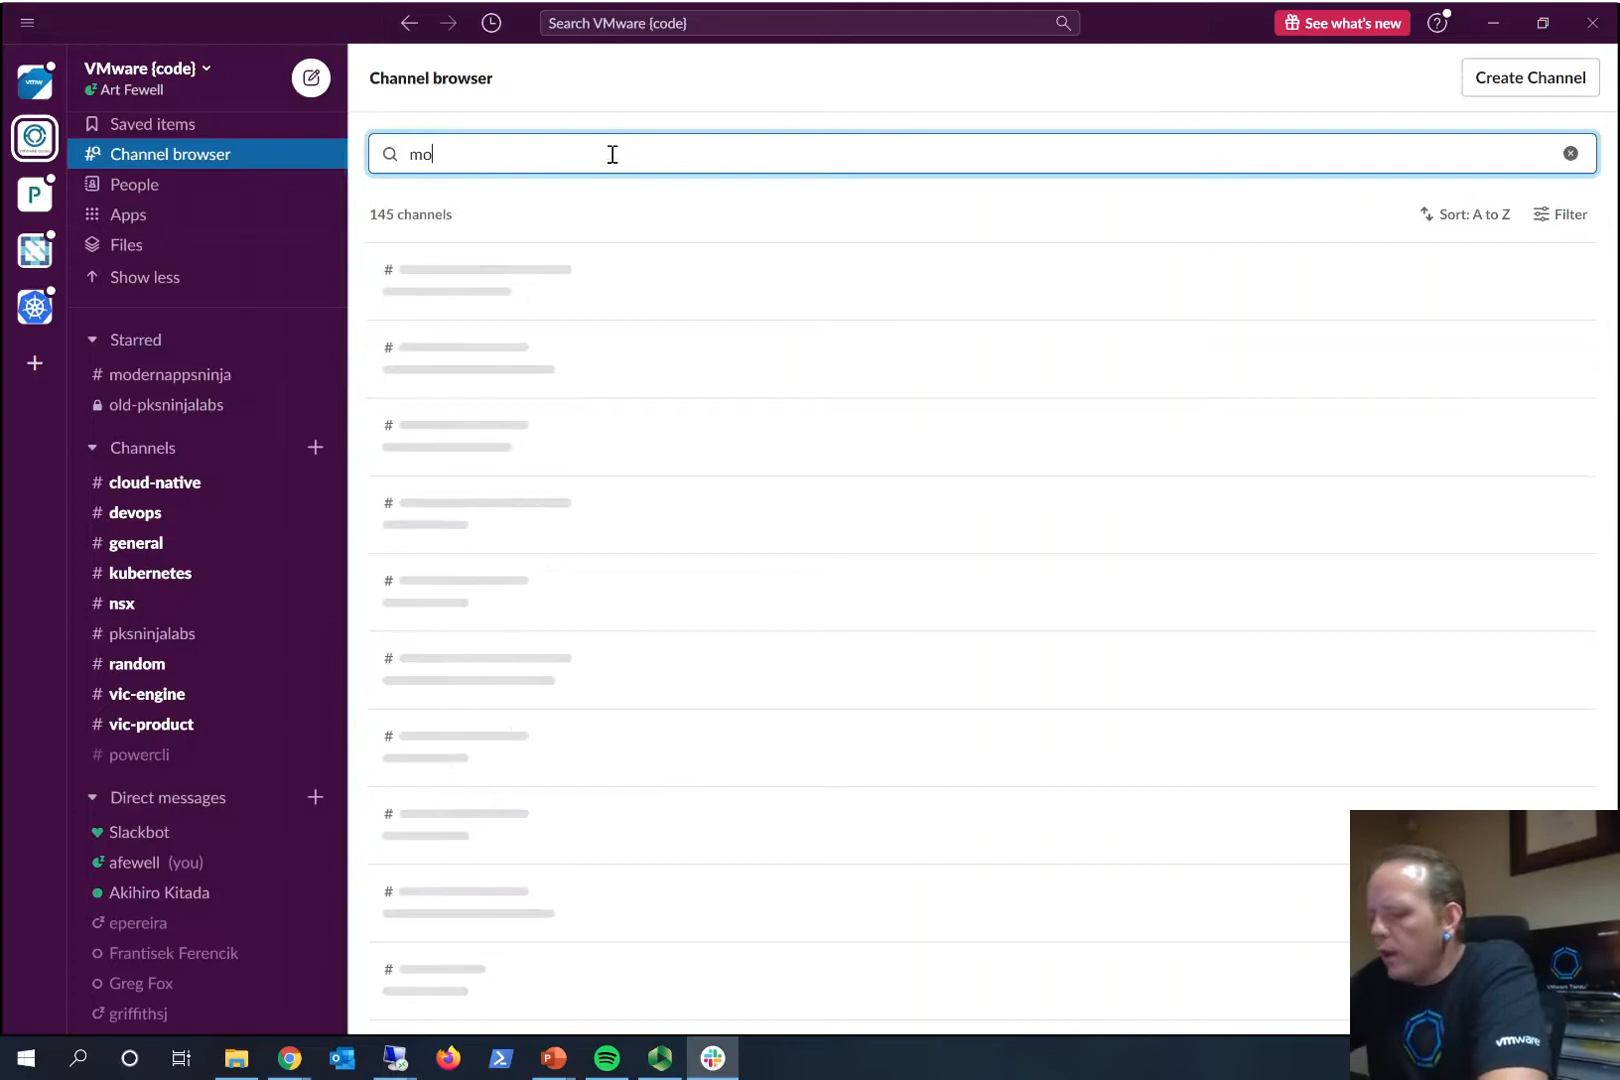 Search VMware {code}
See what's new
VMware {code}
Art Fewell
Saved items
Channel browser
People
Apps
Files
Show less
Starred
# modernappsninja
old-pksninjalabs
Channels
# cloud-native
# devops
# general
# kubernetes
# nsx
# pksninjalabs
# random
# vic-engine
# vic-product
# powercli
Direct messages
Slackbot
afewell (you)
Akihiro Kitada
epereira
Frantisek Ferencik
Greg Fox
griffithsj
Channel browser
Create Channel
mo
145 channels
Sort: A to Z
Filter
#
#
#
#
#
#
#
#
#
#
vmw
P
VMware Tanzu
vmware